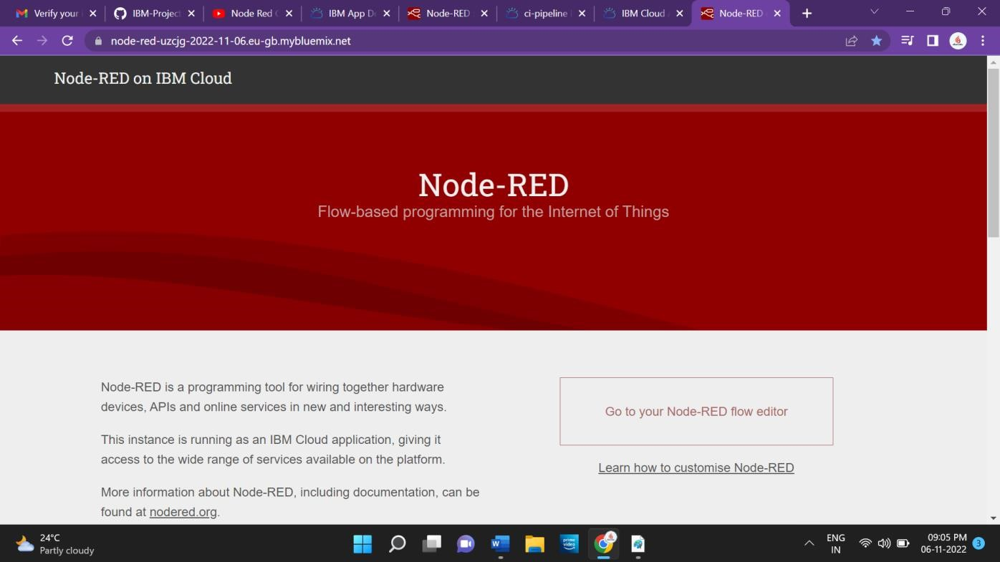 Verify your
IBM-Project
Node Red
IBM App De
Node-RED
ci-pipeline
IBM Cloud
Node-RED
node-red-uzcjg-2022-11-06.eu-gb.mybluemix.net
Node-RED on IBM Cloud
Node-RED
Flow-based programming for the Internet of Things
Node-RED is a programming tool for wiring together hardware
devices, APIs and online services in new and interesting ways.
This instance is running as an IBM Cloud application, giving it
access to the wide range of services available on the platform.
More information about Node-RED, including documentation, can be
found at nodered.org.
Go to your Node-RED flow editor
Learn how to customise Node-RED
24°C
Partly cloudy
prime
video
ENG
IN
09:05 PM
06-11-2022
3